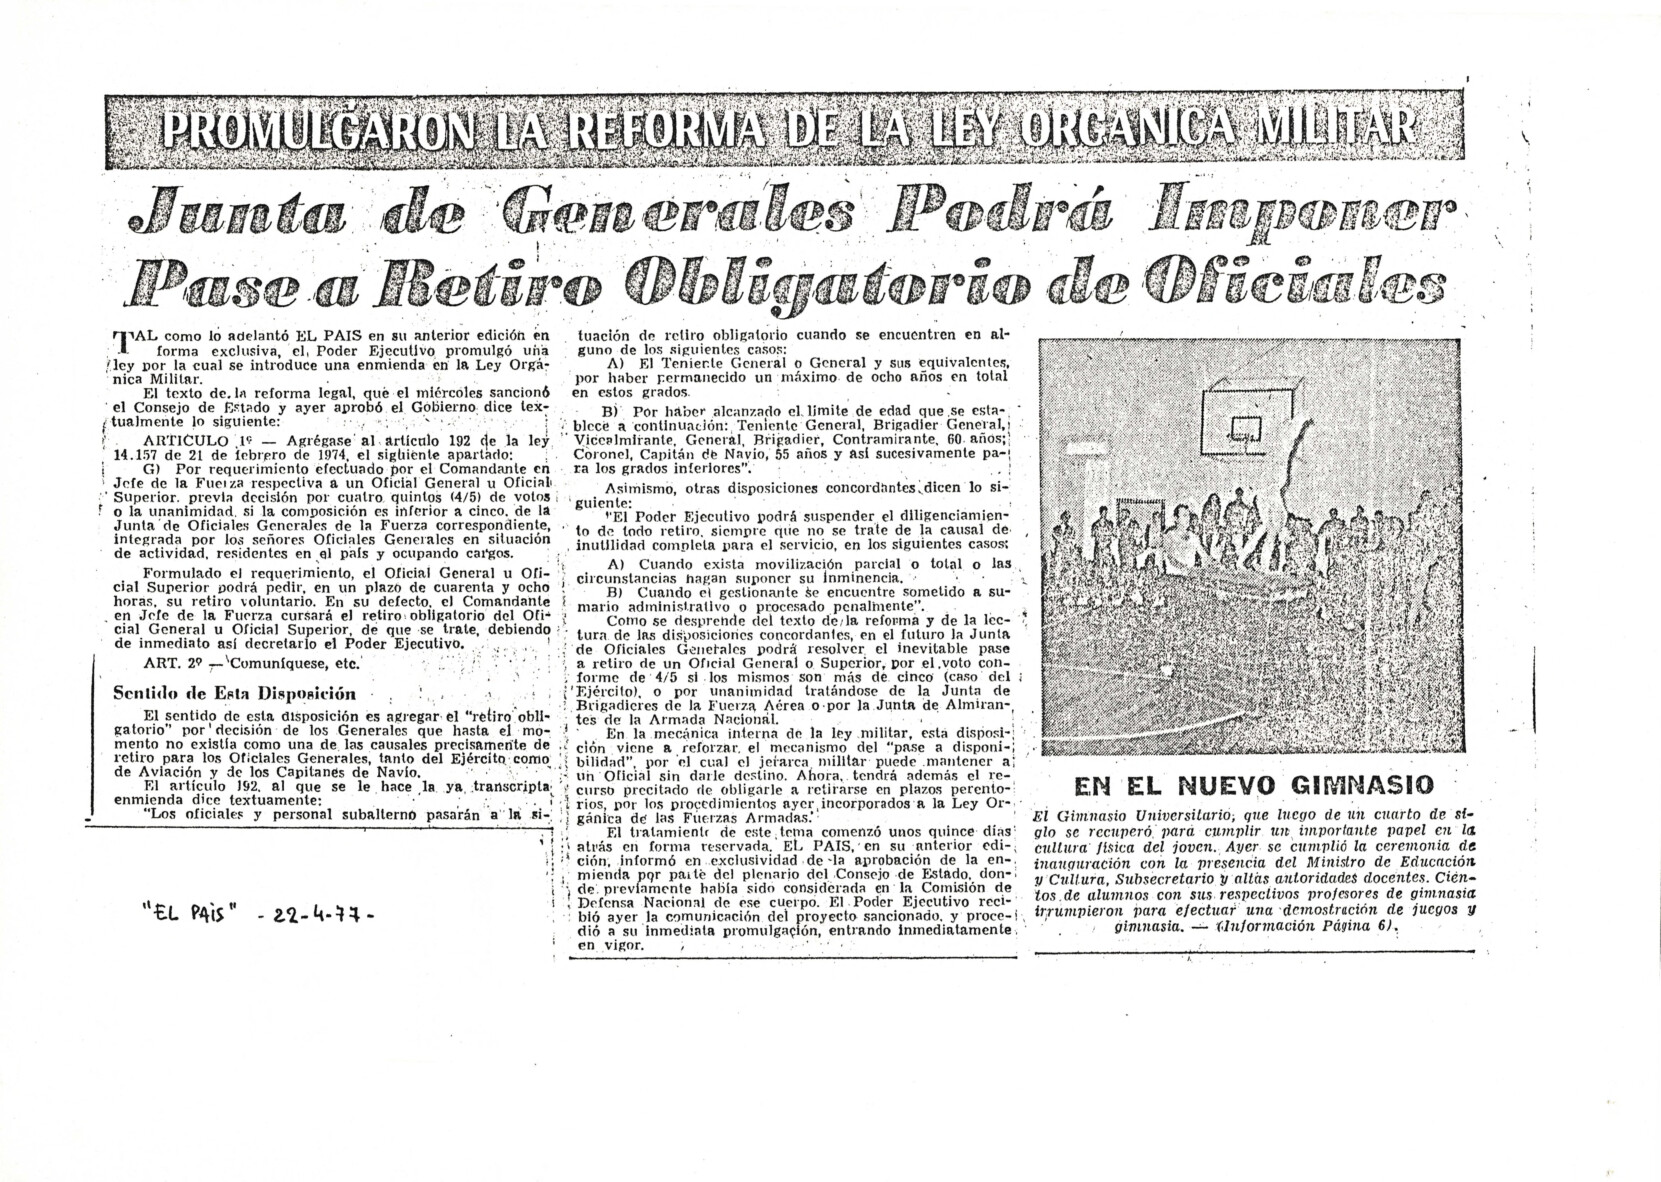 PROMULGARON LA REFORMA DE LA LEY ORGANICA MILITAR
Junta de Generales Podrá Imponer
Pase a Retiro Obligatorio de Oficiales
TAL como lo adelantó EL PAIS en su anterior edición en
forma exclusiva, el Poder Ejecutivo promulgó una
ley por la cual se introduce una enmienda en la Ley Orgá-
nica Militar.
El texto de la reforma legal, que el miércoles sancionó
el Consejo de Estado y ayer aprobó el Gobierno dice tex-
tualmente lo siguiente:
ARTICULO 1º — Agrégase al artículo 192 de la ley
14.157 de 21 de febrero de 1974, el siguiente apartado:
G) Por requerimiento efectuado por el Comandante en
Jefe de la Fuerza respectiva a un Oficial General u Oficial
Superior, previa decisión por cuatro quintos (4/5) de votos
o la unanimidad, si la composición es inferior a cinco, de la
Junta de Oficiales Generales de la Fuerza correspondiente,
integrada por los señores Oficiales Generales en situación
de actividad, residentes en el país y ocupando cargos.
Formulado el requerimiento, el Oficial General u Ofi-
cial Superior podrá pedir, en un plazo de cuarenta y ocho
horas, su retiro voluntario. En su defecto, el Comandante
en Jefe de la Fuerza cursará el retiro obligatorio del Ofi-
cial General u Oficial Superior, de que se trate, debiendo
de inmediato así decretarlo el Poder Ejecutivo.
ART. 2º — Comuníquese, etc.
Sentido de Esta Disposición
El sentido de esta disposición es agregar el "retiro obli-
gatorio" por decisión de los Generales que hasta el mo-
mento no existía como una de las causales precisamente de
retiro para los Oficiales Generales, tanto del Ejército como
de Aviación y de los Capitanes de Navío.
El artículo 192, al que se le hace la ya transcripta
enmienda dice textuamente:
"Los oficiales y personal subalterno pasarán a la si-
tuación de retiro obligatorio cuando se encuentren en al-
guno de los siguientes casos:
A) El Teniente General o General y sus equivalentes,
por haber permanecido un máximo de ocho años en total
en estos grados.
B) Por haber alcanzado el límite de edad que se esta-
blece a continuación: Teniente General, Brigadier General,
Vicealmirante, General, Brigadier, Contramirante, 60 años;
Coronel, Capitán de Navío, 55 años y así sucesivamente pa-
ra los grados inferiores".
Asimismo, otras disposiciones concordantes dicen lo si-
guiente:
"El Poder Ejecutivo podrá suspender el diligenciamien-
to de todo retiro, siempre que no se trate de la causal de
inutilidad completa para el servicio, en los siguientes casos:
A) Cuando exista movilización parcial o total o las
circunstancias hagan suponer su inminencia.
B) Cuando el gestionante se encuentre sometido a su-
mario administrativo o procesado penalmente".
Como se desprende del texto de la reforma y de la lec-
tura de las disposiciones concordantes, en el futuro la Junta
de Oficiales Generales podrá resolver el inevitable pase
a retiro de un Oficial General o Superior, por el voto con-
forme de 4/5 si los mismos son más de cinco (caso del
Ejército), o por unanimidad tratándose de la Junta de
Brigadieres de la Fuerza Aérea o por la Junta de Almiran-
tes de la Armada Nacional.
En la mecánica interna de la ley militar, esta disposi-
ción viene a reforzar el mecanismo del "pase a disponi-
bilidad", por el cual el jerarca militar puede mantener a
un Oficial sin darle destino. Ahora, tendrá además el re-
curso precitado de obligarle a retirarse en plazos perento-
rios, por los procedimientos ayer incorporados a la Ley Or-
gánica de las Fuerzas Armadas.
El tratamiento de este tema comenzó unos quince días
atrás en forma reservada. EL PAIS, en su anterior edi-
ción, informó en exclusividad de la aprobación de la en-
mienda por parte del plenario del Consejo de Estado, don-
de previamente había sido considerada en la Comisión de
Defensa Nacional de ese cuerpo. El Poder Ejecutivo reci-
bió ayer la comunicación del proyecto sancionado, y proce-
dió a su inmediata promulgación, entrando inmediatamente
en vigor.
EN EL NUEVO GIMNASIO
El Gimnasio Universitario, que luego de un cuarto de si-
glo se recuperó para cumplir un importante papel en la
cultura física del joven. Ayer se cumplió la ceremonia de
inauguración con la presencia del Ministro de Educación
y Cultura, Subsecretario y altas autoridades docentes. Cien-
tos de alumnos con sus respectivos profesores de gimnasia
irrumpieron para efectuar una demostración de juegos y
gimnasia. — (Información Página 6).
"EL PAIS" - 22-4-77-